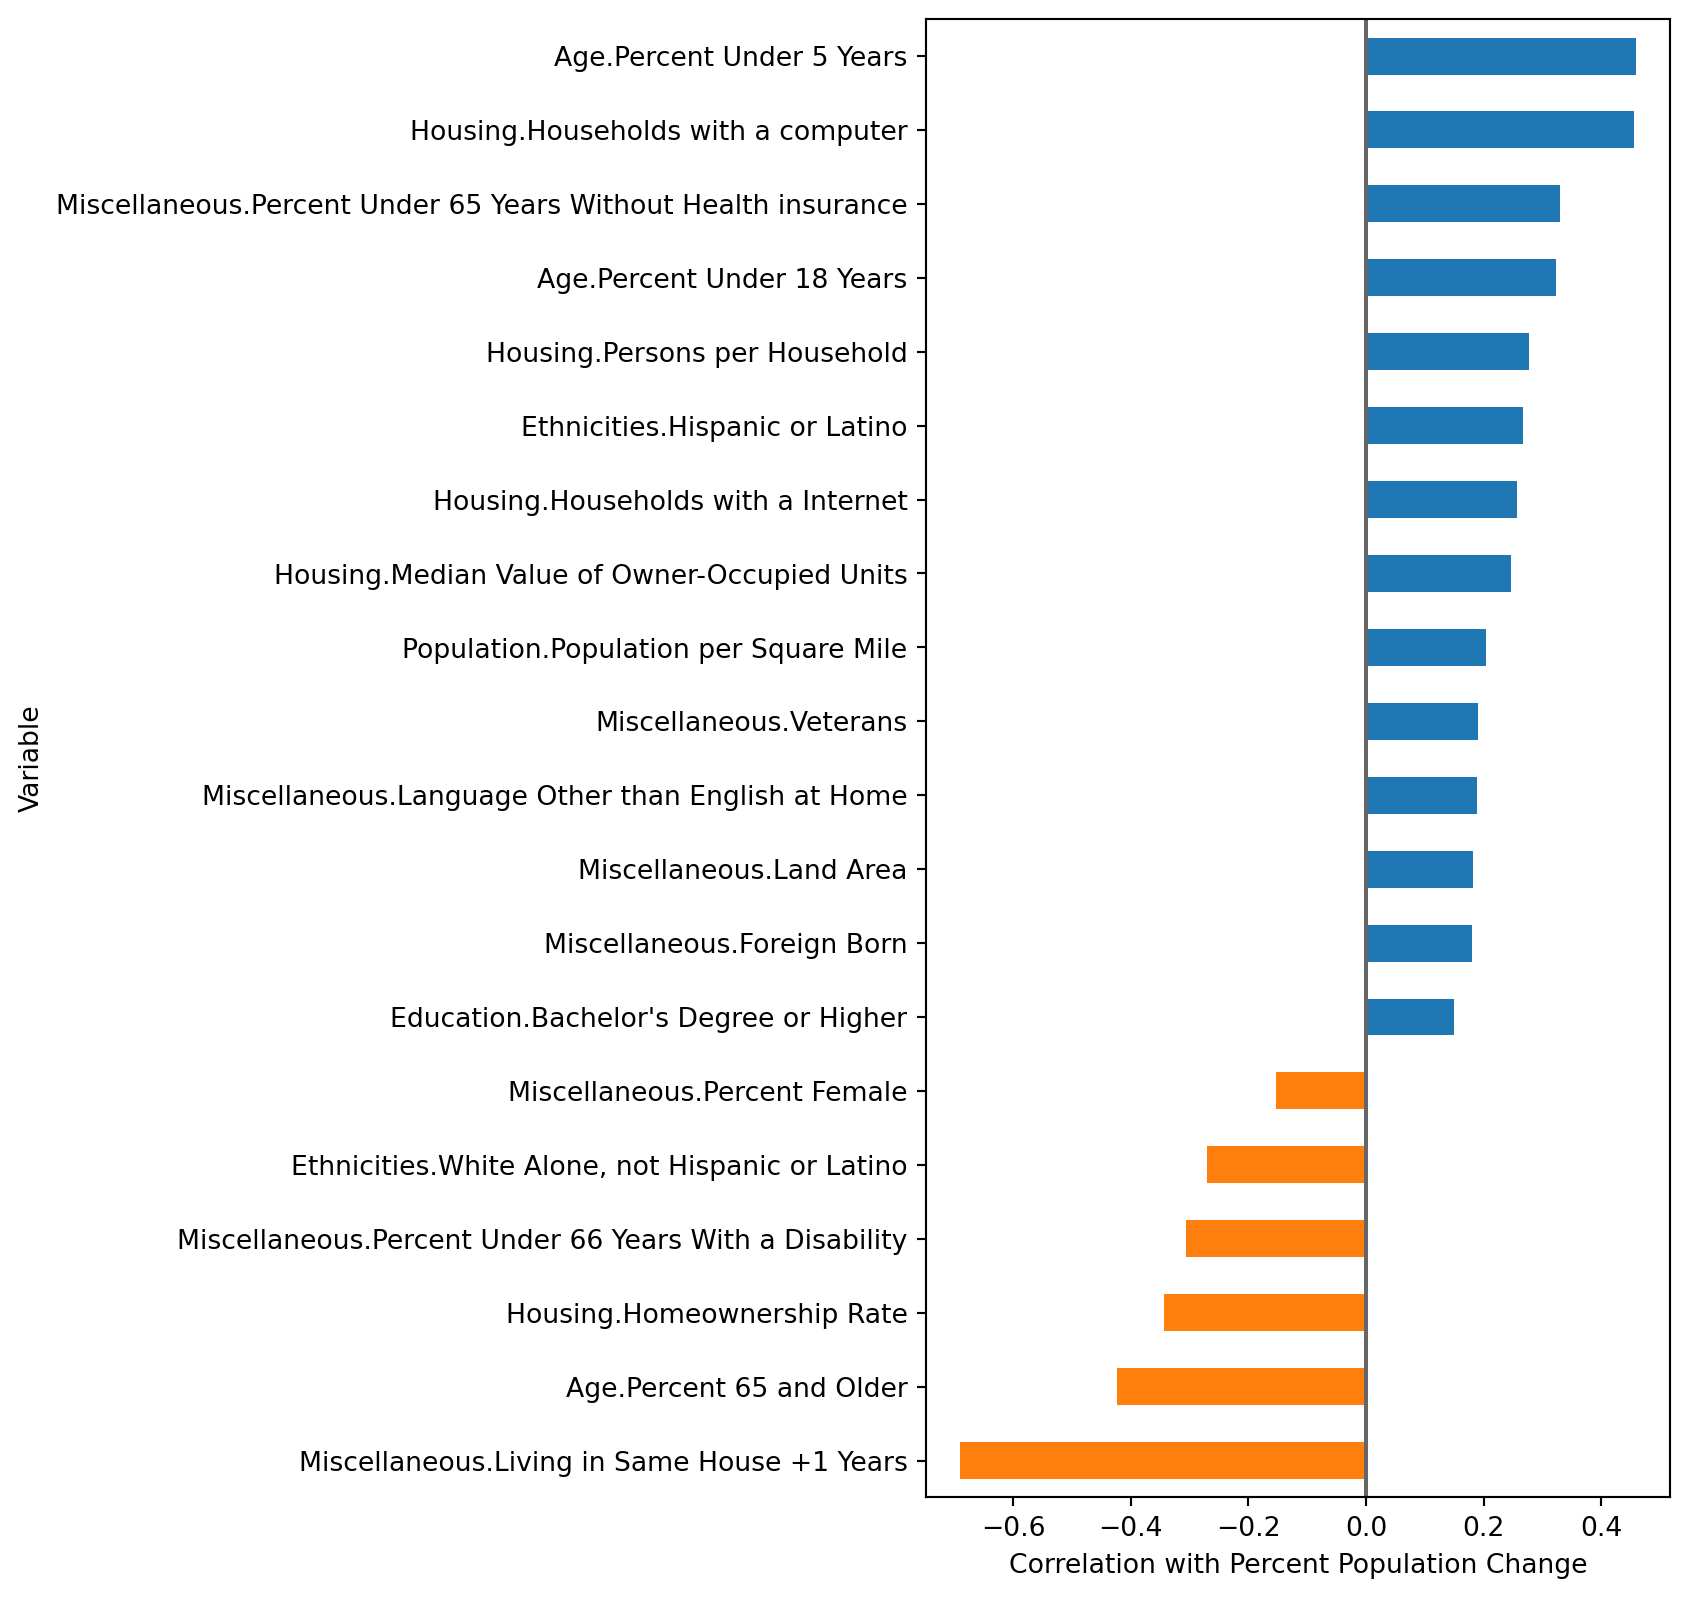 Age.Percent Under 5 Years
Housing.Households with a computer
Miscellaneous.Percent Under 65 Years Without Health insurance
Age.Percent Under 18 Years
Housing.Persons per Household
Ethnicities.Hispanic or Latino
Housing.Households with a Internet
Housing.Median Value of Owner-Occupied Units
Population.Population per Square Mile
Miscellaneous.Veterans
Miscellaneous.Language Other than English at Home
Miscellaneous.Land Area
Miscellaneous.Foreign Born
Education.Bachelor's Degree or Higher
Miscellaneous.Percent Female
Ethnicities.White Alone, not Hispanic or Latino
Miscellaneous.Percent Under 66 Years With a Disability
Housing.Homeownership Rate
Age.Percent 65 and Older
Miscellaneous.Living in Same House +1 Years
Variable
−0.6 −0.4 −0.2 0.0 0.2 0.4
Correlation with Percent Population Change